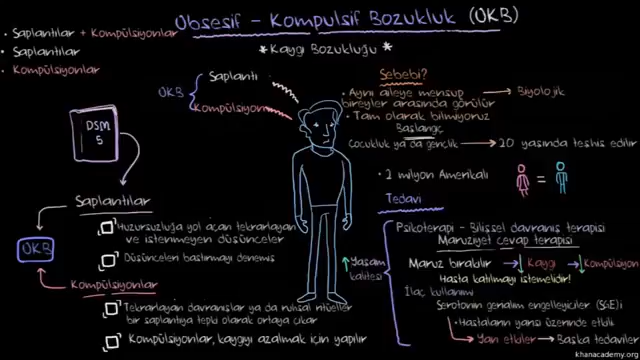 Obsesif - Kompulsif Bozukluk (OKB)
* Kaygı Bozukluğu *
• Saplantılar + Kompülsiyonlar
• Saplantılar
• Kompülsiyonlar
OKB
Saplantı
Kompülsiyon
Sebebi?
• Aynı aileye mensup
bireyler arasında görülür
Biyolojik
• Tam olarak bilmiyoruz
Başlangıç
Çocukluk ya da gençlik
20 yaşında teşhis edilir
• 2 milyon Amerikalı
=
DSM
5
Saplantılar
Huzursuzluğa yol açan tekrarlayan
ve istenmeyen düşünceler
Düşünceleri bastırmayı deneme
OKB
Kompülsiyonlar
Tekrarlayan davranışlar ya da ruhsal ritüeller
bir saplantıya tepki olarak ortaya çıkar
Kompülsiyonlar, kaygıyı azalmak için yapılır
Yaşam
kalitesi
Tedavi
Psikoterapi - Bilişsel davranış terapisi
Maruziyet cevap terapisi
Maruz bırakılır
Kaygı
Kompülsiyon
Hasta katılmayı istemelidir!
İlaç kullanımı
Serotonin geralım engelleyiciler (SGEi)
• Hastaların yarısı üzerinde etkili
Yan etkiler
Başka tedaviler
khanacademy.org